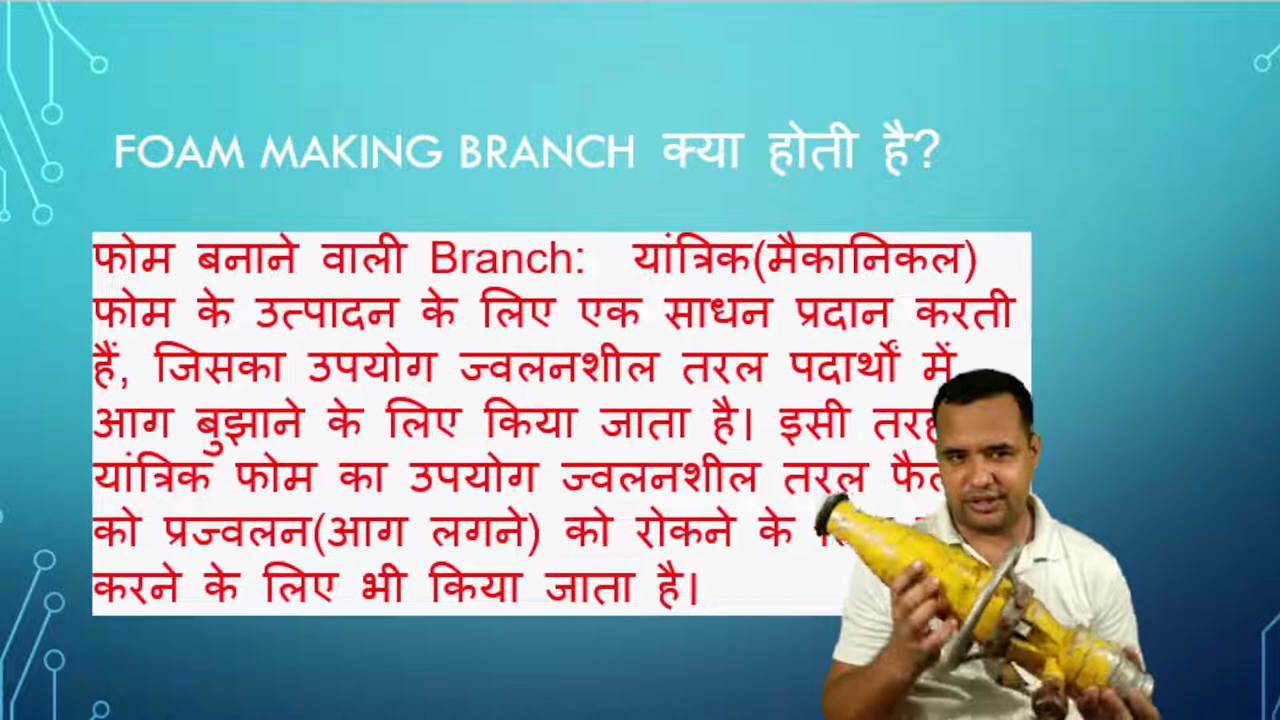 FOAM MAKING BRANCH क्या होती है?
फोम बनाने वाली Branch: यांत्रिक(मैकानिकल)
फोम के उत्पादन के लिए एक साधन प्रदान करती
हैं, जिसका उपयोग ज्वलनशील तरल पदार्थों में
आग बुझाने के लिए किया जाता है। इसी
यांत्रिक फोम का उपयोग ज्वलनशील तरल
को प्रज्वलन(आग लगने) को रोकने के
करने के लिए भी किया जाता है।